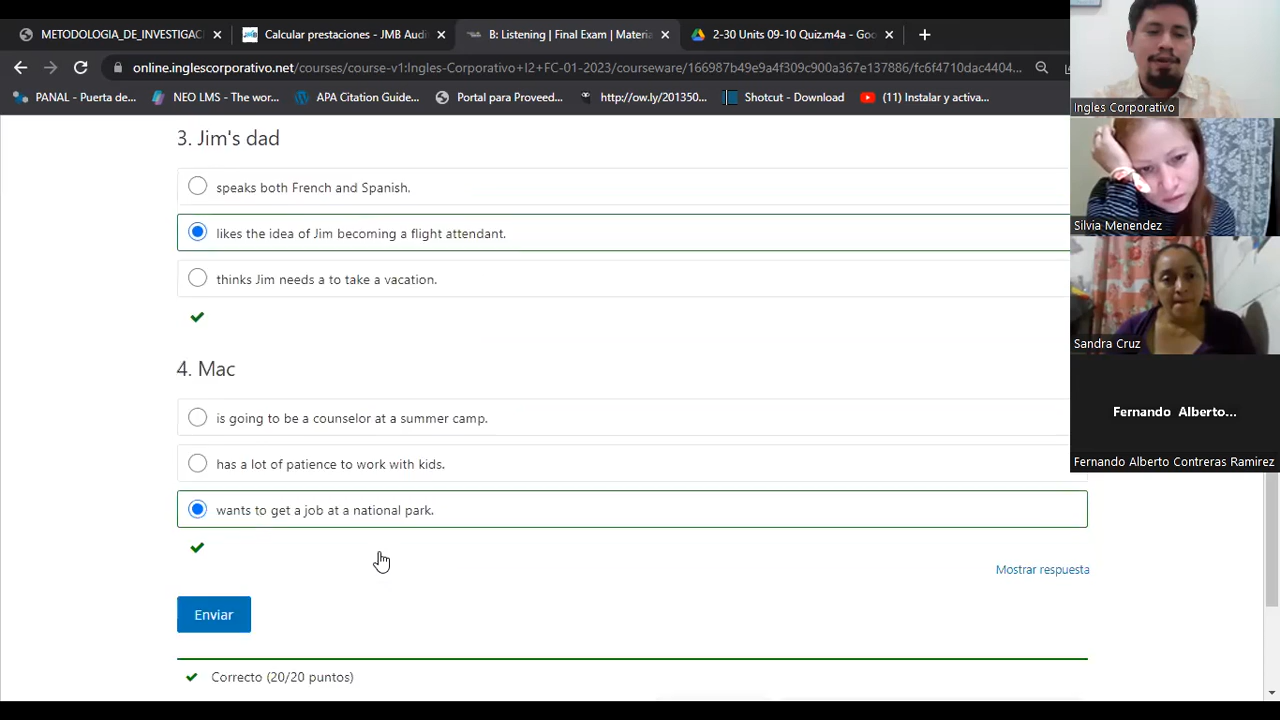 METODOLOGIA_DE_INVESTIGAC
Calcular prestaciones - JMB Audi
B: Listening | Final Exam | Materia
2-30 Units 09-10 Quiz.m4a - Goo
online.inglescorporativo.net/courses/course-v1:Ingles-Corporativo+I2+FC-01-2023/courseware/166987b49e9a4f309c900a367e137886/fc6f4710dac4404...
PANAL - Puerta de...
NEO LMS - The wor...
APA Citation Guide...
Portal para Proveed...
http://ow.ly/201350...
Shotcut - Download
(11) Instalar y activa...
Ingles Corporativo
Silvia Menendez
Sandra Cruz
Fernando Alberto...
Fernando Alberto Contreras Ramirez
3. Jim's dad
speaks both French and Spanish.
likes the idea of Jim becoming a flight attendant.
thinks Jim needs a to take a vacation.
4. Mac
is going to be a counselor at a summer camp.
has a lot of patience to work with kids.
wants to get a job at a national park.
Mostrar respuesta
Enviar
Correcto (20/20 puntos)